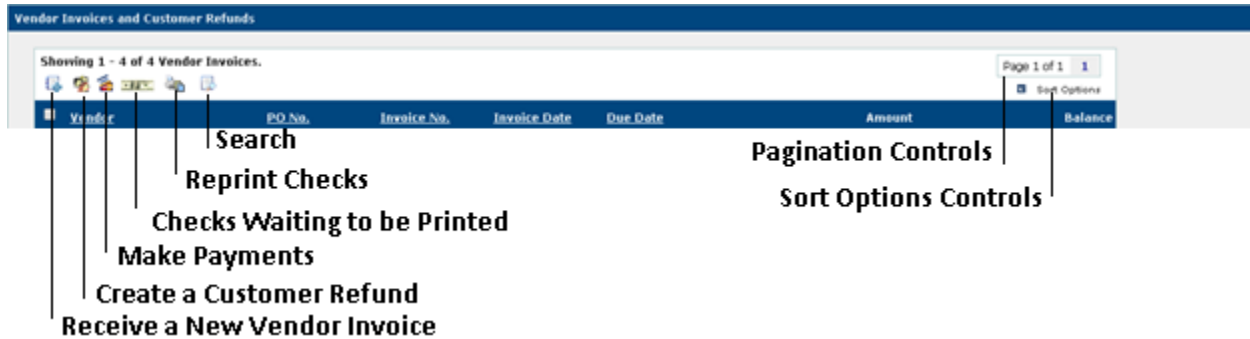 Vendor Invoices and Customer Refunds
Showing 1 - 4 of 4 Vendor Invoices.
Page 1 of 1 1
Sort Options
Vendor PO No. Invoice No. Invoice Date Due Date Amount Balance
Search
Pagination Controls
Reprint Checks
Sort Options Controls
Checks Waiting to be Printed
Make Payments
Create a Customer Refund
Receive a New Vendor Invoice